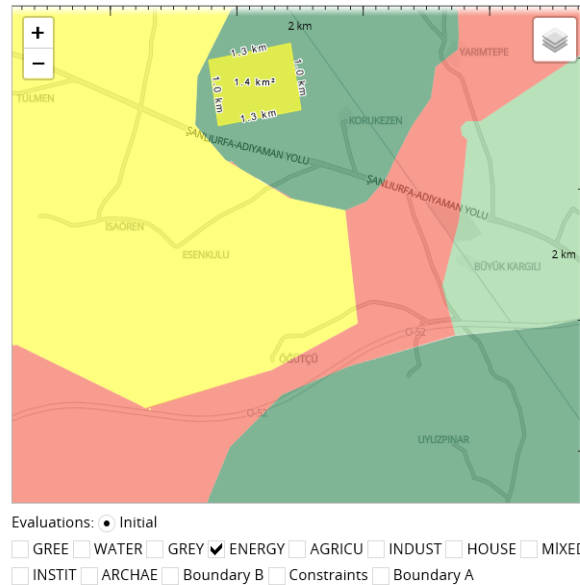 +
2 km
−
YARIMTEPE
1.3 km
1.0 km
1.4 km²
1.0 km
1.3 km
TÜLMEN
KORUKEZEN
ŞANLIURFA-ADIYAMAN YOLU
ŞANLIURFA-ADIYAMAN YOLU
İSAÖREN
ESENKULU
2 km
BÜYÜK KARGILI
O-52
ÖĞÜTÇÜ
O-52
UYUZPINAR
Evaluations: Initial
GREE WATER GREY ENERGY AGRICU INDUST HOUSE MİXED
INSTIT ARCHAE Boundary B Constraints Boundary A